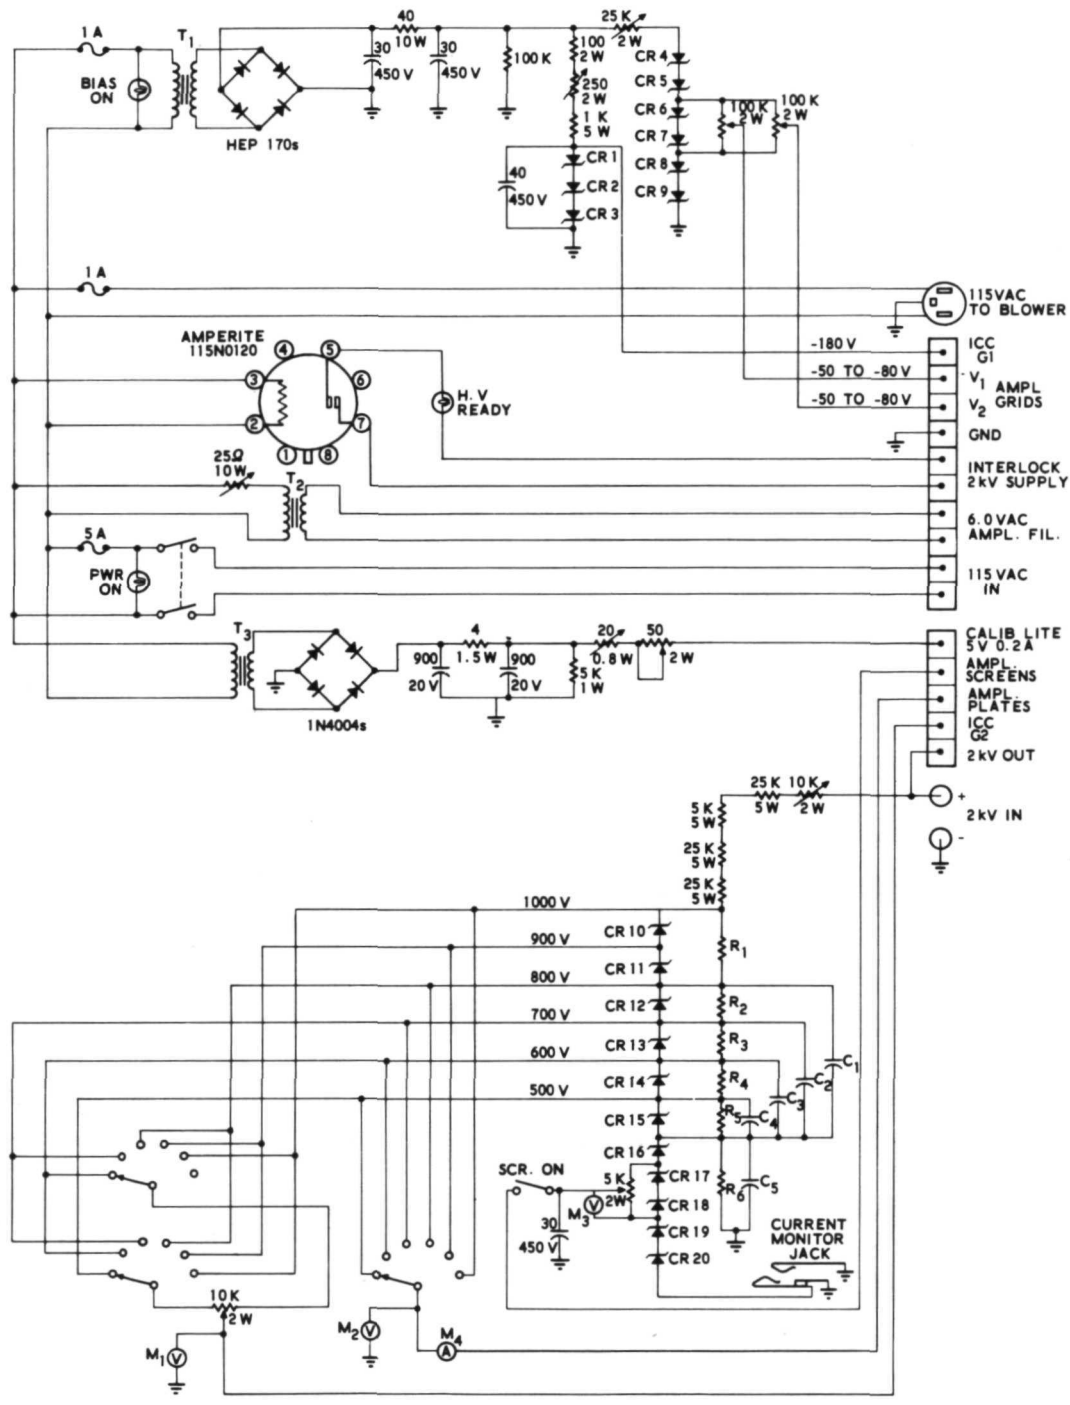 1 A
BIAS
ON
T1
HEP 170s
40
10W
30
450 V
30
450 V
100 K
100
2W
250
2 W
1 K
5 W
25 K
2 W
CR 4
CR 5
CR 6
CR 7
CR 8
CR 9
100 K
2W
100 K
2 W
40
450 V
CR 1
CR 2
CR 3
1 A
115VAC
TO BLOWER
AMPERITE
115N0120
4
5
3
6
2
7
1
8
H. V
READY
-180 V
-50 TO -80 V
-50 TO -80 V
ICC
G1
V1
V2
AMPL
GRIDS
GND
INTERLOCK
2kV SUPPLY
6.0VAC
AMPL. FIL.
115 VAC
IN
25Ω
10W
T2
5 A
PWR
ON
T3
1N4004s
900
20 V
4
1.5 W
900
20 V
5 K
1 W
20
0.8 W
50
2 W
CALIB LITE
5V 0.2A
AMPL.
SCREENS
AMPL.
PLATES
ICC
G2
2 kV OUT
+
2kV IN
-
25 K
5 W
10 K
2 W
5 K
5 W
25 K
5 W
25 K
5 W
1000 V
900 V
800 V
700 V
600 V
500 V
CR 10
CR 11
CR 12
CR 13
CR 14
CR 15
CR 16
CR 17
CR 18
CR 19
CR 20
R1
R2
R3
R4
R5
R6
C1
C2
C3
C4
C5
SCR. ON
5 K
2W
M3
V
30
450 V
CURRENT
MONITOR
JACK
10 K
2 W
M1
V
M2
V
M4
A